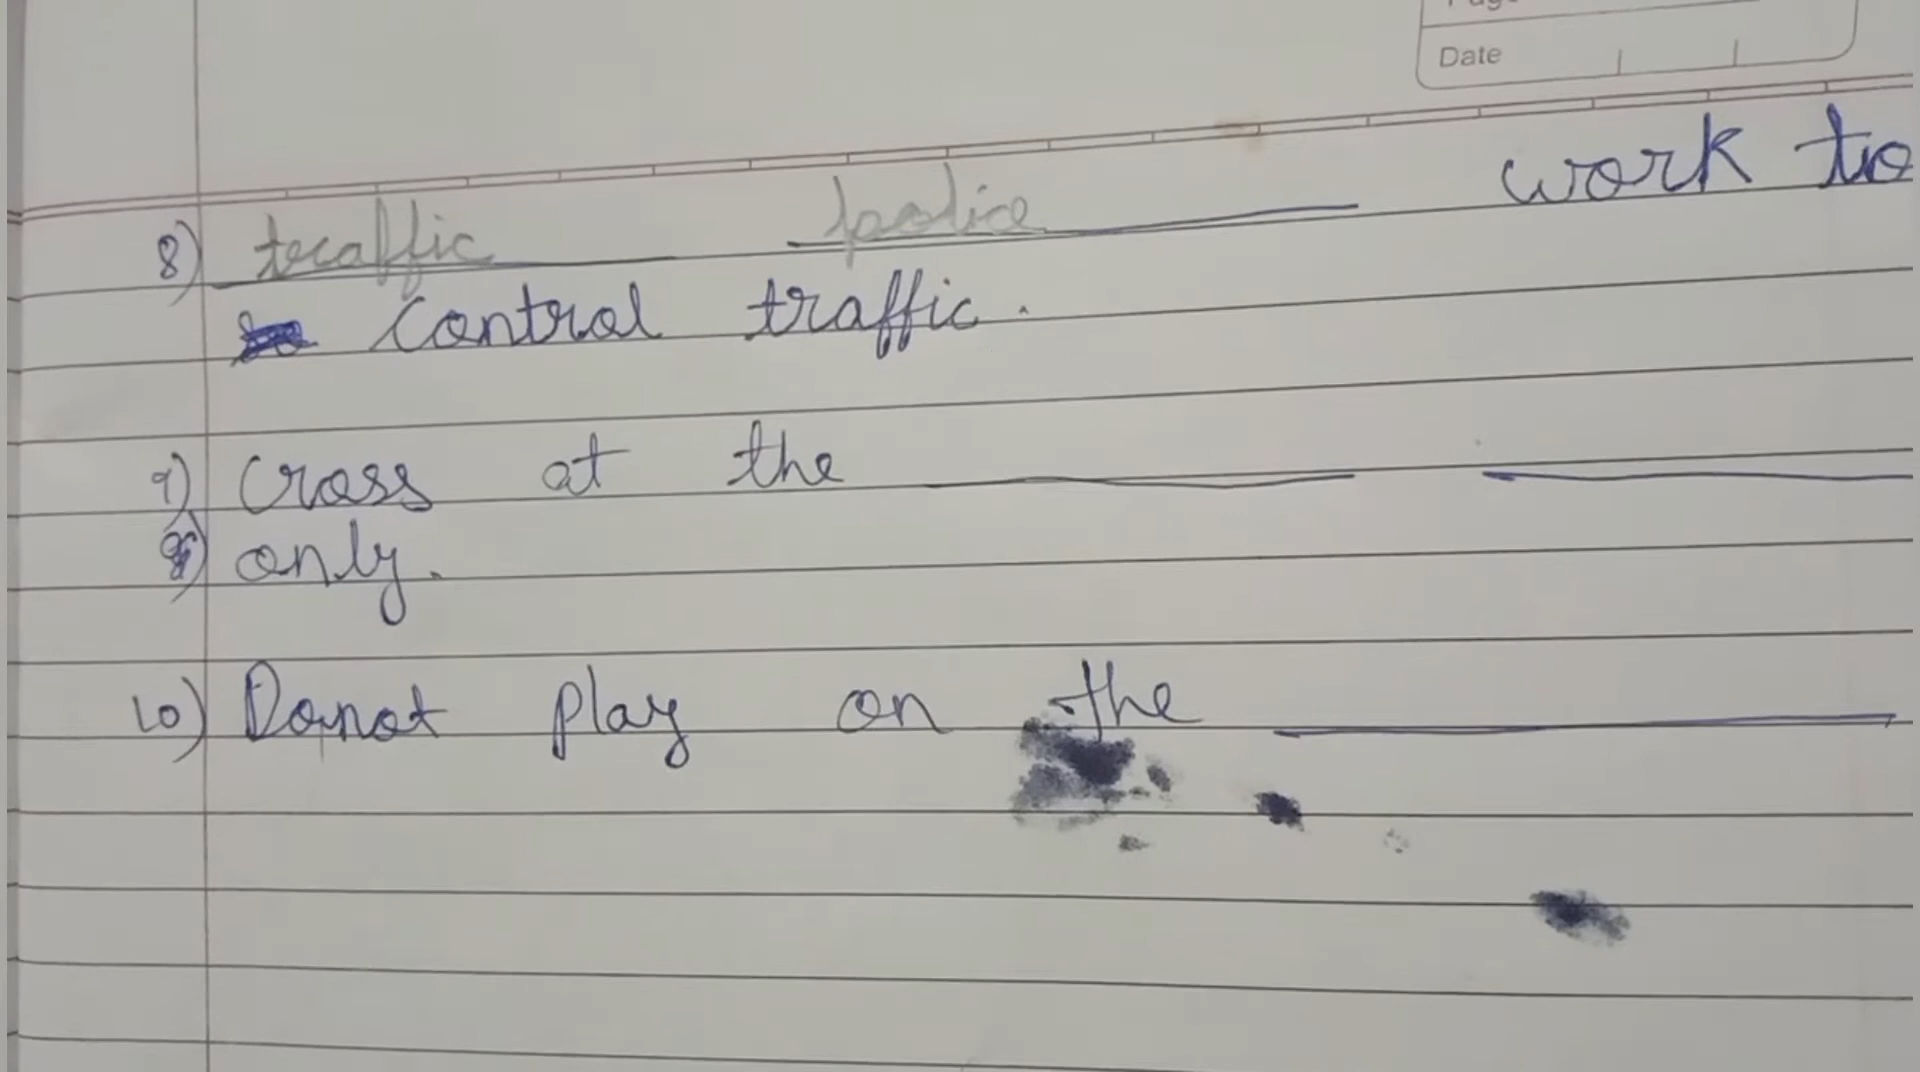 Date
8) traffic police work to
control traffic.
9) Cross at the
only.
10) Donot play on the